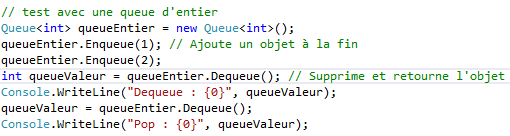 // test avec une queue d'entier
Queue<int> queueEntier = new Queue<int>();
queueEntier.Enqueue(1); // Ajoute un objet à la fin
queueEntier.Enqueue(2);
int queueValeur = queueEntier.Dequeue(); // Supprime et retourne l'objet
Console.WriteLine("Dequeue : {0}", queueValeur);
queueValeur = queueEntier.Dequeue();
Console.WriteLine("Pop : {0}", queueValeur);